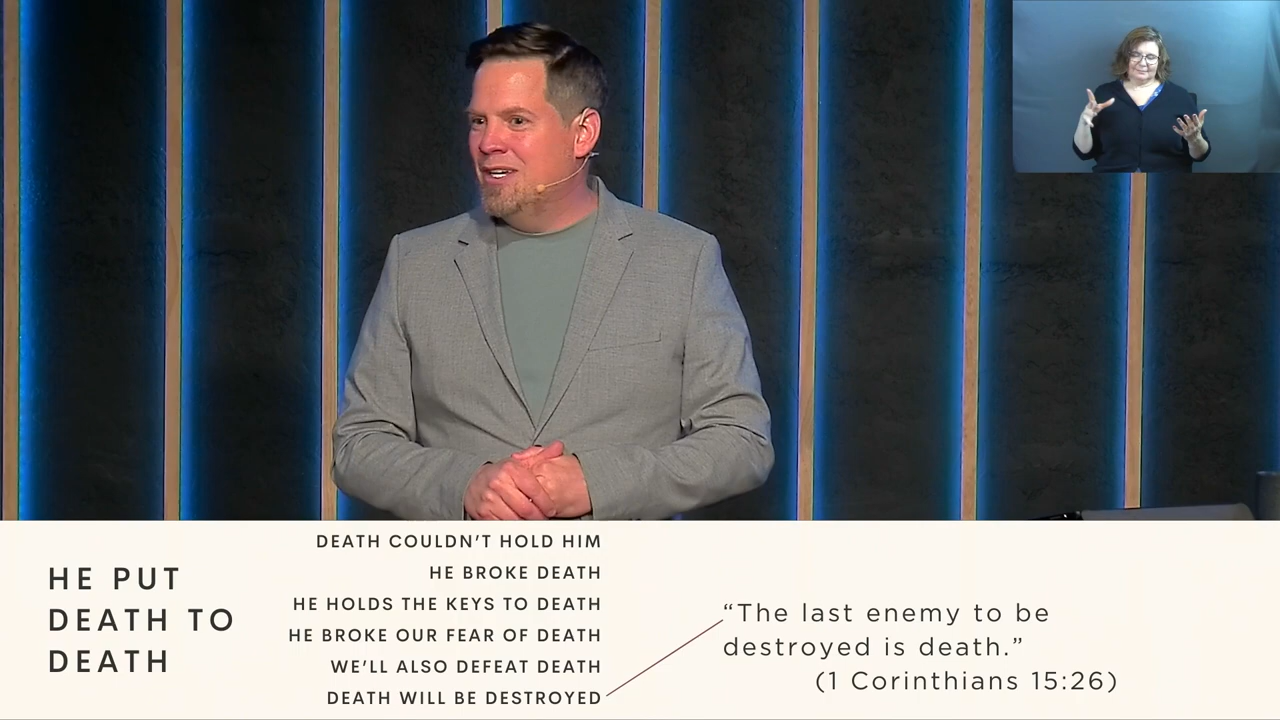 HE PUT
DEATH TO
DEATH
DEATH COULDN'T HOLD HIM
HE BROKE DEATH
HE HOLDS THE KEYS TO DEATH
HE BROKE OUR FEAR OF DEATH
WE'LL ALSO DEFEAT DEATH
DEATH WILL BE DESTROYED
“The last enemy to be
destroyed is death.”
(1 Corinthians 15:26)